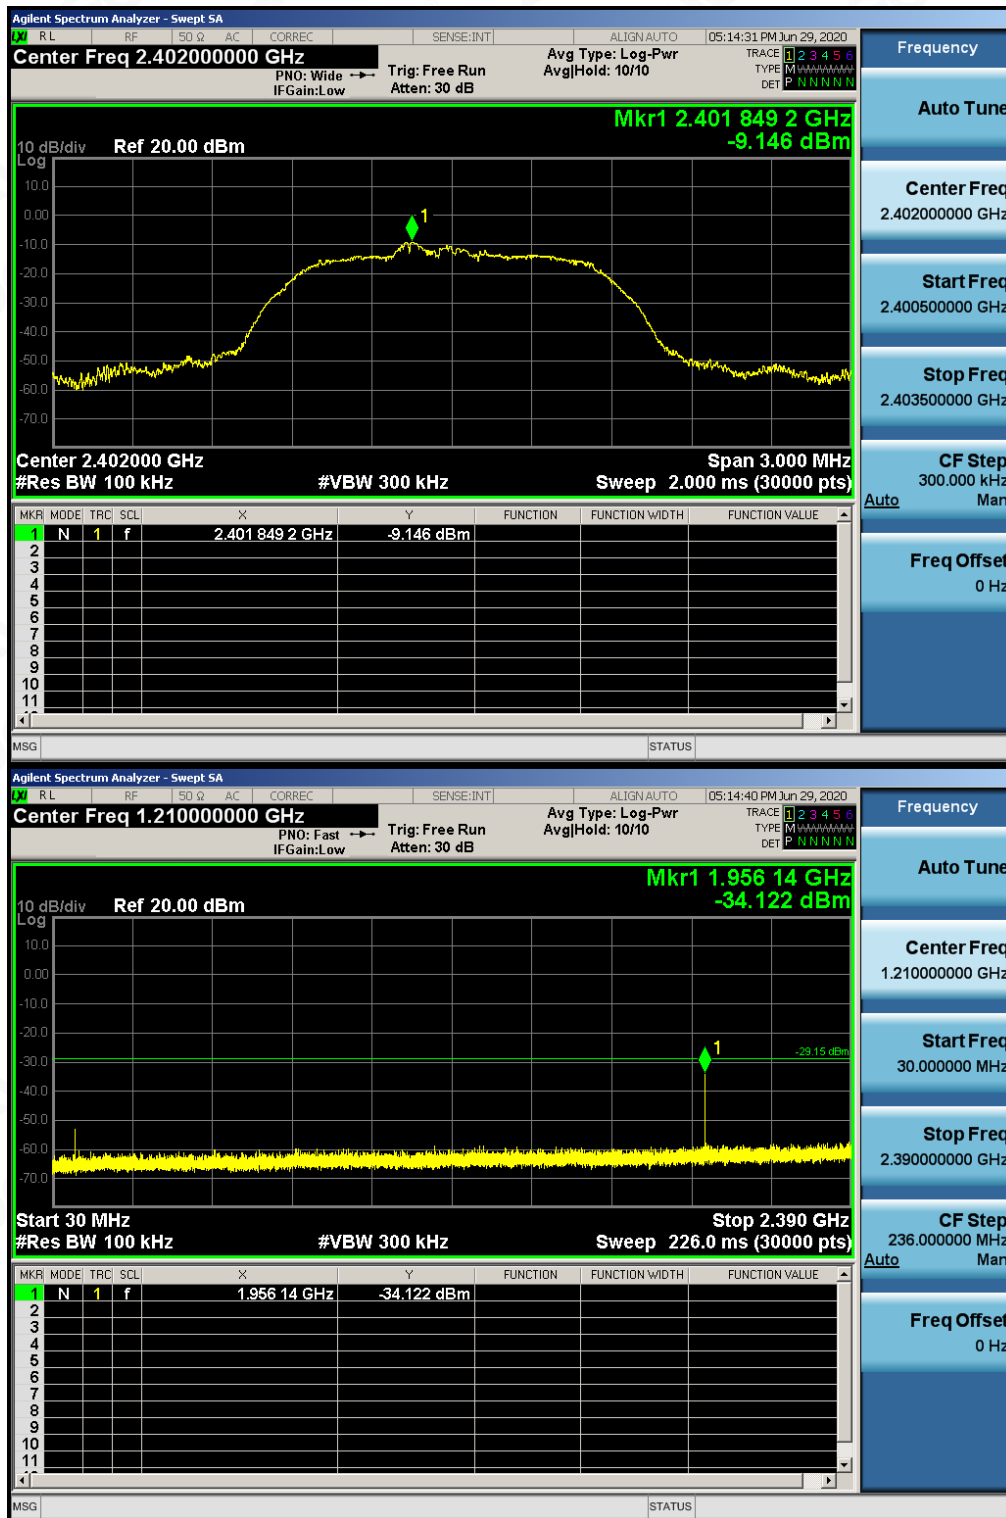 Agilent Spectrum Analyzer - Swept SA
LXI RL RF 50 Ω AC CORREC SENSE:INT ALIGN AUTO 05:14:31 PM Jun 29, 2020
Center Freq 2.402000000 GHz
PNO: Wide
IFGain:Low
Trig: Free Run
Atten: 30 dB
Avg Type: Log-Pwr
Avg|Hold: 10/10
TRACE 1 2 3 4 5 6
TYPE M WWWWW
DET P N N N N N
Mkr1 2.401 849 2 GHz
-9.146 dBm
10 dB/div Ref 20.00 dBm
Log
10.0
0.00
-10.0
-20.0
-30.0
-40.0
-50.0
-60.0
-70.0
1
Center 2.402000 GHz Span 3.000 MHz
#Res BW 100 kHz #VBW 300 kHz Sweep 2.000 ms (30000 pts)
MKR MODE TRC SCL X Y FUNCTION FUNCTION WIDTH FUNCTION VALUE
1 N 1 f 2.401 849 2 GHz -9.146 dBm
2
3
4
5
6
7
8
9
10
11
MSG STATUS
Frequency
Auto Tune
Center Freq
2.402000000 GHz
Start Freq
2.400500000 GHz
Stop Freq
2.403500000 GHz
CF Step
300.000 kHz
Auto Man
Freq Offset
0 Hz
Agilent Spectrum Analyzer - Swept SA
LXI RL RF 50 Ω AC CORREC SENSE:INT ALIGN AUTO 05:14:40 PM Jun 29, 2020
Center Freq 1.210000000 GHz
PNO: Fast
IFGain:Low
Trig: Free Run
Atten: 30 dB
Avg Type: Log-Pwr
Avg|Hold: 10/10
TRACE 1 2 3 4 5 6
TYPE M WWWWW
DET P N N N N N
Mkr1 1.956 14 GHz
-34.122 dBm
10 dB/div Ref 20.00 dBm
Log
10.0
0.00
-10.0
-20.0
-30.0
-40.0
-50.0
-60.0
-70.0
1
-29.15 dBm
Start 30 MHz Stop 2.390 GHz
#Res BW 100 kHz #VBW 300 kHz Sweep 226.0 ms (30000 pts)
MKR MODE TRC SCL X Y FUNCTION FUNCTION WIDTH FUNCTION VALUE
1 N 1 f 1.956 14 GHz -34.122 dBm
2
3
4
5
6
7
8
9
10
11
MSG STATUS
Frequency
Auto Tune
Center Freq
1.210000000 GHz
Start Freq
30.000000 MHz
Stop Freq
2.390000000 GHz
CF Step
236.000000 MHz
Auto Man
Freq Offset
0 Hz